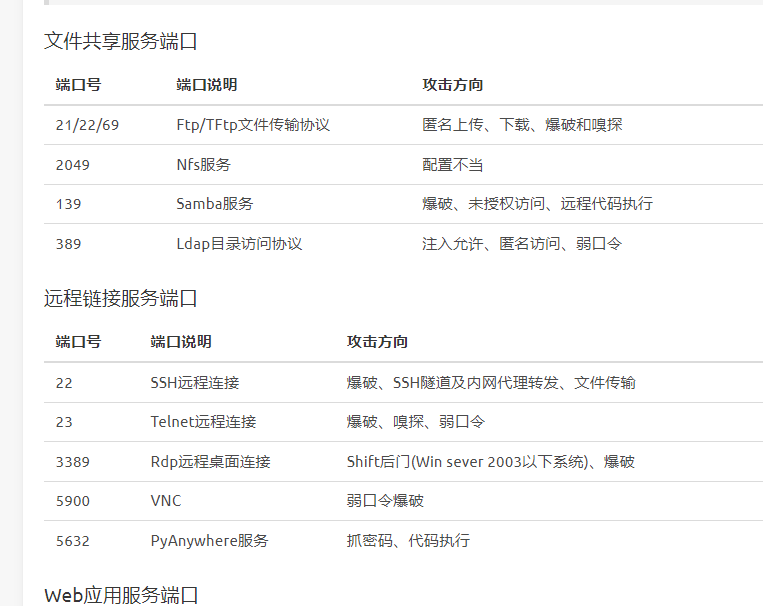 文件共享服务端口
端口号 端口说明 攻击方向
21/22/69 Ftp/TFtp文件传输协议 匿名上传、下载、爆破和嗅探
2049 Nfs服务 配置不当
139 Samba服务 爆破、未授权访问、远程代码执行
389 Ldap目录访问协议 注入允许、匿名访问、弱口令
远程链接服务端口
端口号 端口说明 攻击方向
22 SSH远程连接 爆破、SSH隧道及内网代理转发、文件传输
23 Telnet远程连接 爆破、嗅探、弱口令
3389 Rdp远程桌面连接 Shift后门(Win sever 2003以下系统)、爆破
5900 VNC 弱口令爆破
5632 PyAnywhere服务 抓密码、代码执行
Web应用服务端口